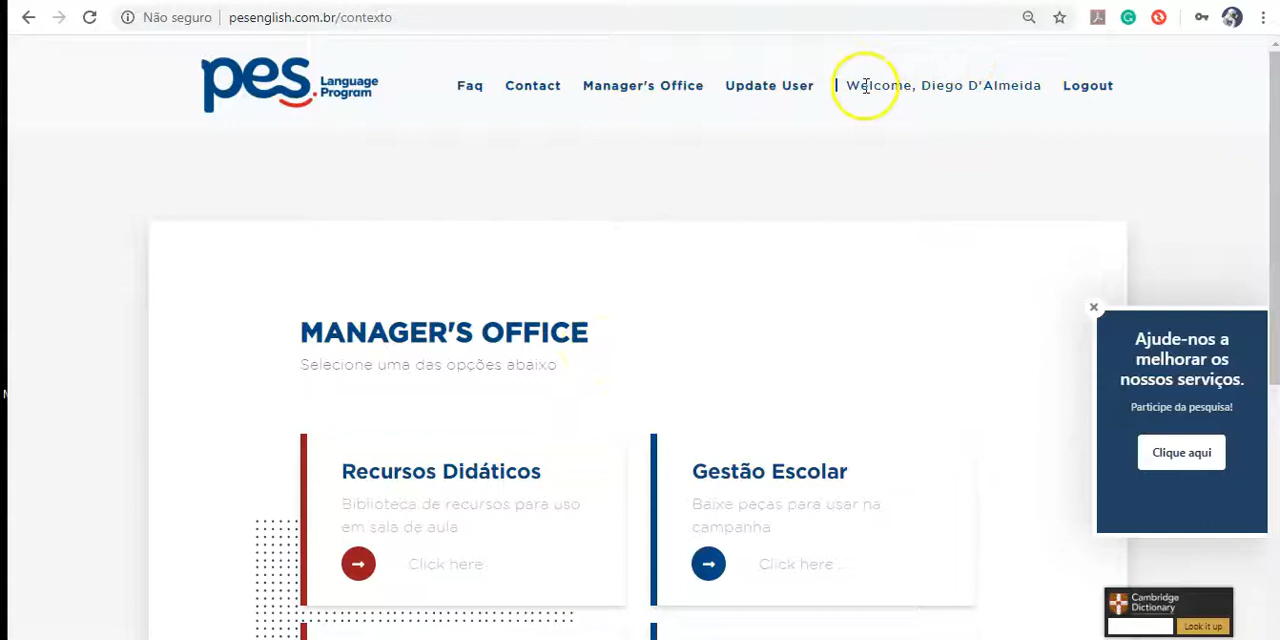 Não seguro
pesenglish.com.br/contexto
pes. Language
Program
Faq
Contact
Manager's Office
Update User
Welcome, Diego D'Almeida
Logout
MANAGER'S OFFICE
Selecione uma das opções abaixo
Recursos Didáticos
Biblioteca de recursos para uso
em sala de aula
Click here
Gestão Escolar
Baixe peças para usar na
campanha
Click here ...
×
Ajude-nos a
melhorar os
nossos serviços.
Participe da pesquisa!
Clique aqui
Cambridge
Dictionary
Look it up